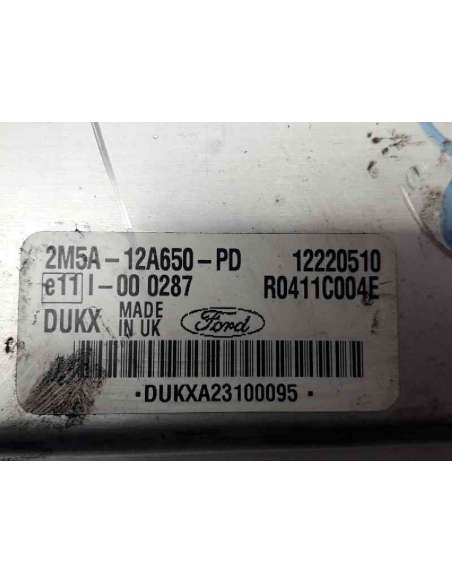 2M5A-12A650-PD 12220510
e11 I-00 0287 R0411C004E
DUKX MADE IN UK Ford
·DUKXA23100095·